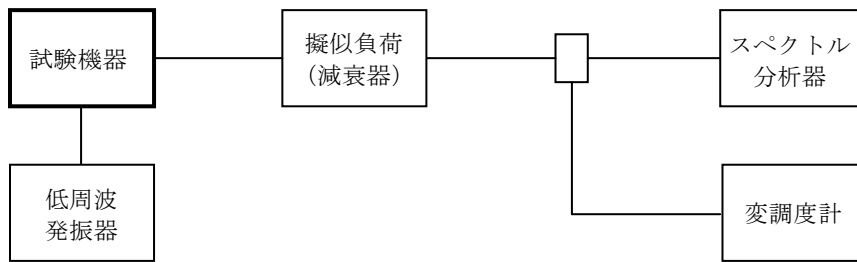 試験機器
擬似負荷
（減衰器）
スペクトル
分析器
低周波
発振器
変調度計